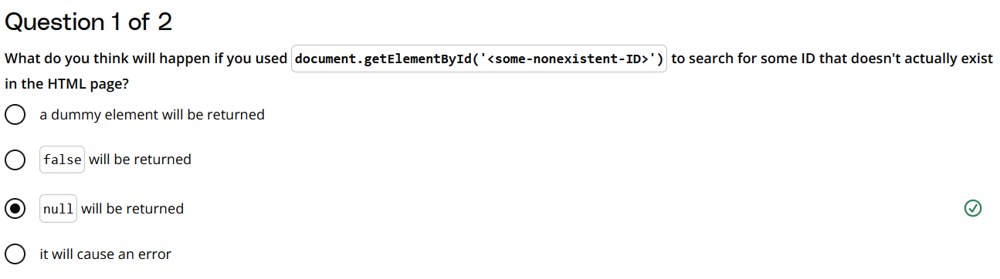 Question 1 of 2
What do you think will happen if you used document.getElementById('<some-nonexistent-ID>') to search for some ID that doesn't actually exist
in the HTML page?
a dummy element will be returned
false will be returned
null will be returned
it will cause an error